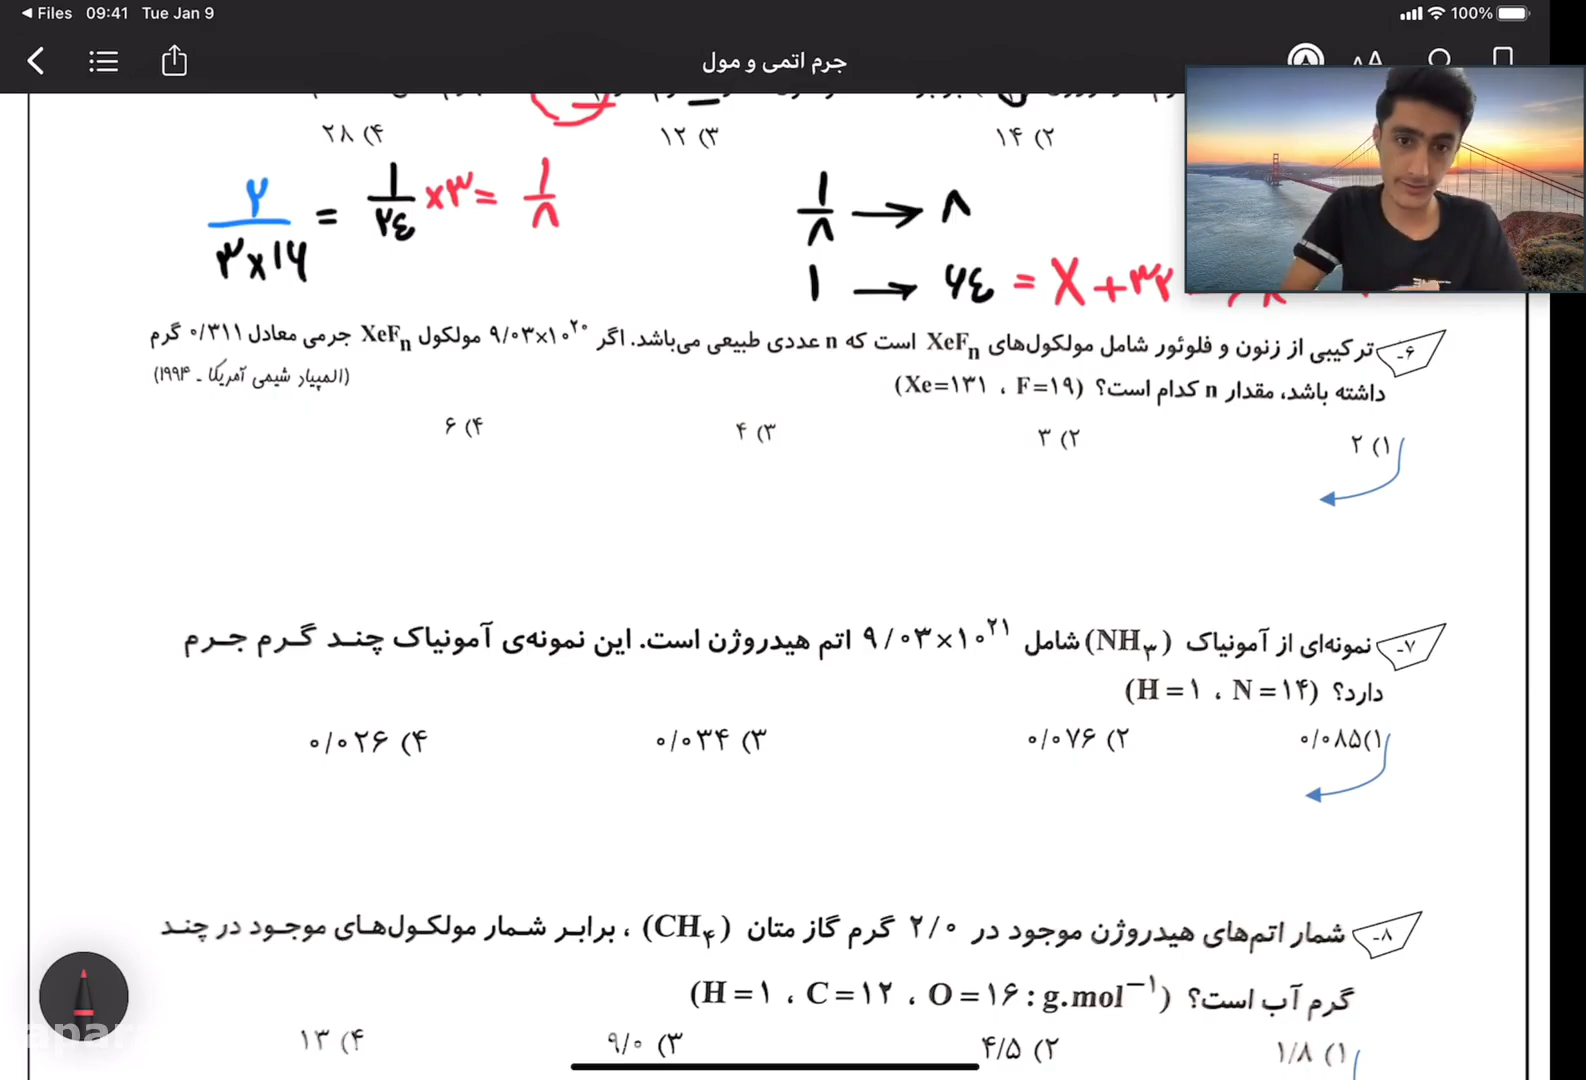 Files 09:41 Tue Jan 9 100%
جرم اتمی و مول
۲) ۱۴ ۳) ۱۲ ۴) ۲۸
۲ / ۳×۱۶ = ۱ / ۲٤ ×۳ = ۱ / ۸
۱ / ۸ → ۸
۱ → ۶٤ = X + ۳۲
۶- ترکیبی از زنون و فلوئور شامل مولکول‌های XeFn است که n عددی طبیعی می‌باشد. اگر ۹/۰۳×۱۰^۲۰ مولکول XeFn جرمی معادل ۰/۳۱۱ گرم
داشته باشد، مقدار n کدام است؟ (Xe=۱۳۱ ، F=۱۹) (المپیاد شیمی آمریکا ـ ۱۹۹۴)
۱) ۲ ۲) ۳ ۳) ۴ ۴) ۶
۷- نمونه‌ای از آمونیاک (NH۳) شامل ۹/۰۳×۱۰^۲۱ اتم هیدروژن است. این نمونه‌ی آمونیاک چند گرم جرم
دارد؟ (H=۱ ، N=۱۴)
۱) ۰/۰۸۵ ۲) ۰/۰۷۶ ۳) ۰/۰۳۴ ۴) ۰/۰۲۶
۸- شمار اتم‌های هیدروژن موجود در ۲/۰ گرم گاز متان (CH۴) ، برابر شمار مولکول‌های موجود در چند
گرم آب است؟ (H=۱ ، C=۱۲ ، O=۱۶ : g.mol^−۱)
۱) ۱/۸ ۲) ۴/۵ ۳) ۹/۰ ۴) ۱۳